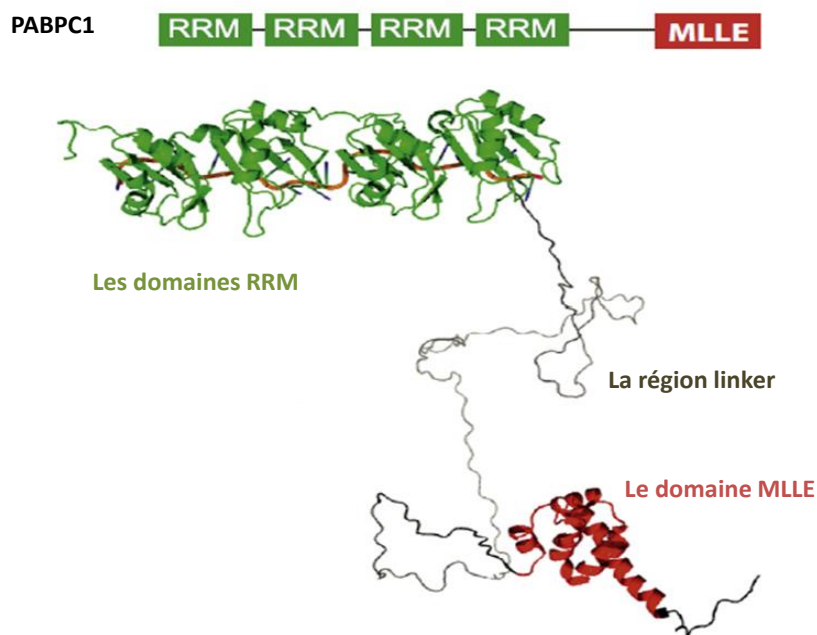 PABPC1 RRM RRM RRM RRM MLLE
Les domaines RRM
La région linker
Le domaine MLLE